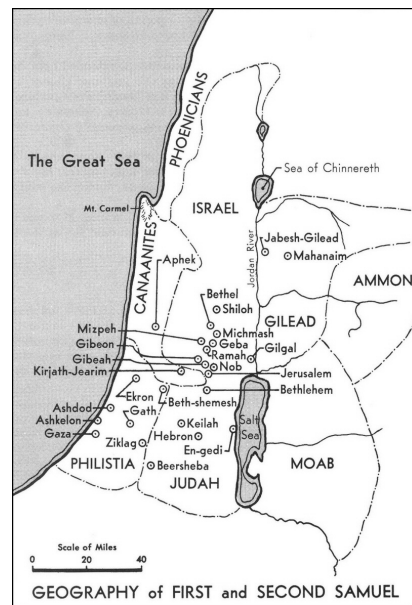 PHOENICIANS
The Great Sea
Sea of Chinnereth
ISRAEL
Mt. Carmel
CANAANITES
Jordan River
Jabesh-Gilead
Mahanaim
Aphek
AMMON
Bethel
Shiloh
GILEAD
Mizpeh
Michmash
Gibeon
Geba
Ramah
Gilgal
Gibeah
Nob
Kirjath-Jearim
Jerusalem
Bethlehem
Ekron
Beth-shemesh
Ashdod
Gath
Salt
Sea
Ashkelon
Keilah
Gaza
Hebron
Ziklag
En-gedi
PHILISTIA
Beersheba
MOAB
JUDAH
Scale of Miles
0 20 40
GEOGRAPHY of FIRST and SECOND SAMUEL